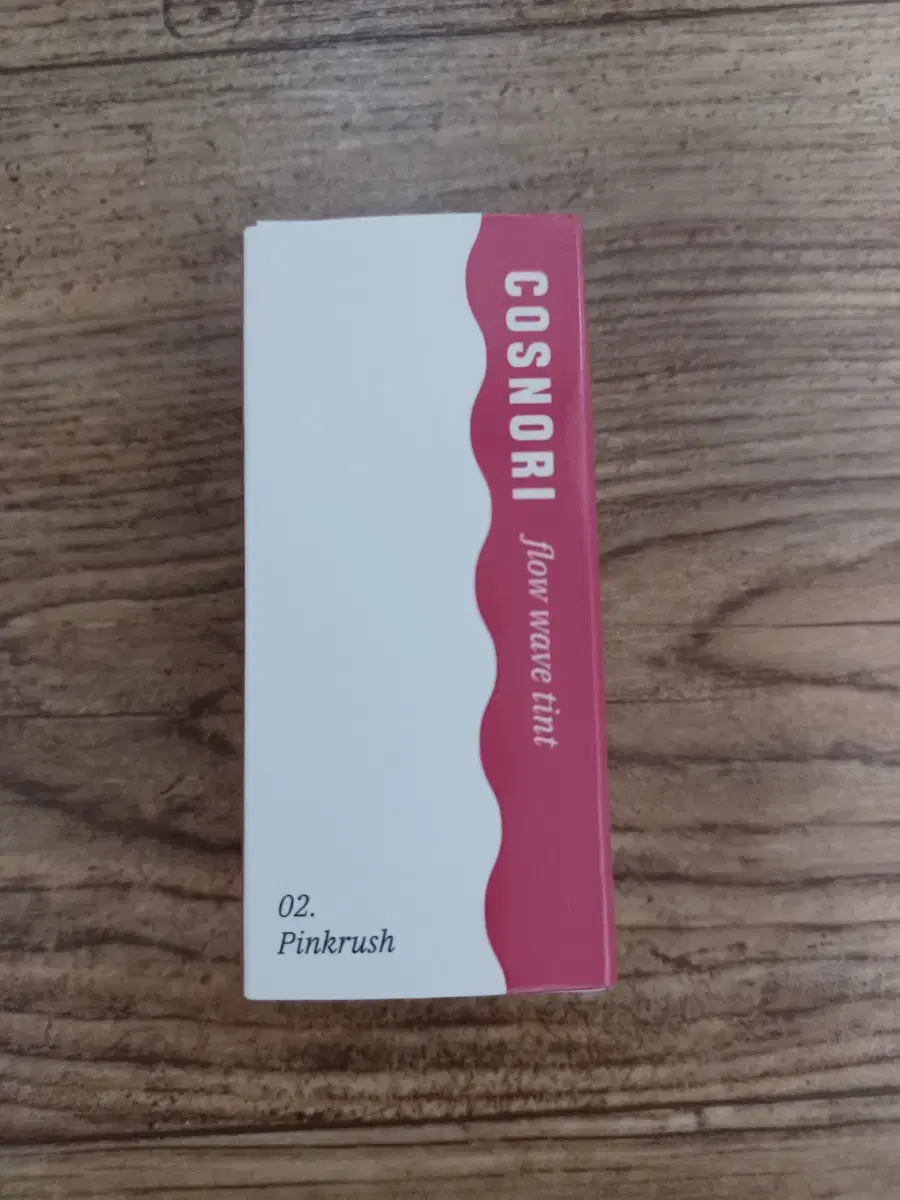 COSNORI flow wave tint
02.
Pinkrush